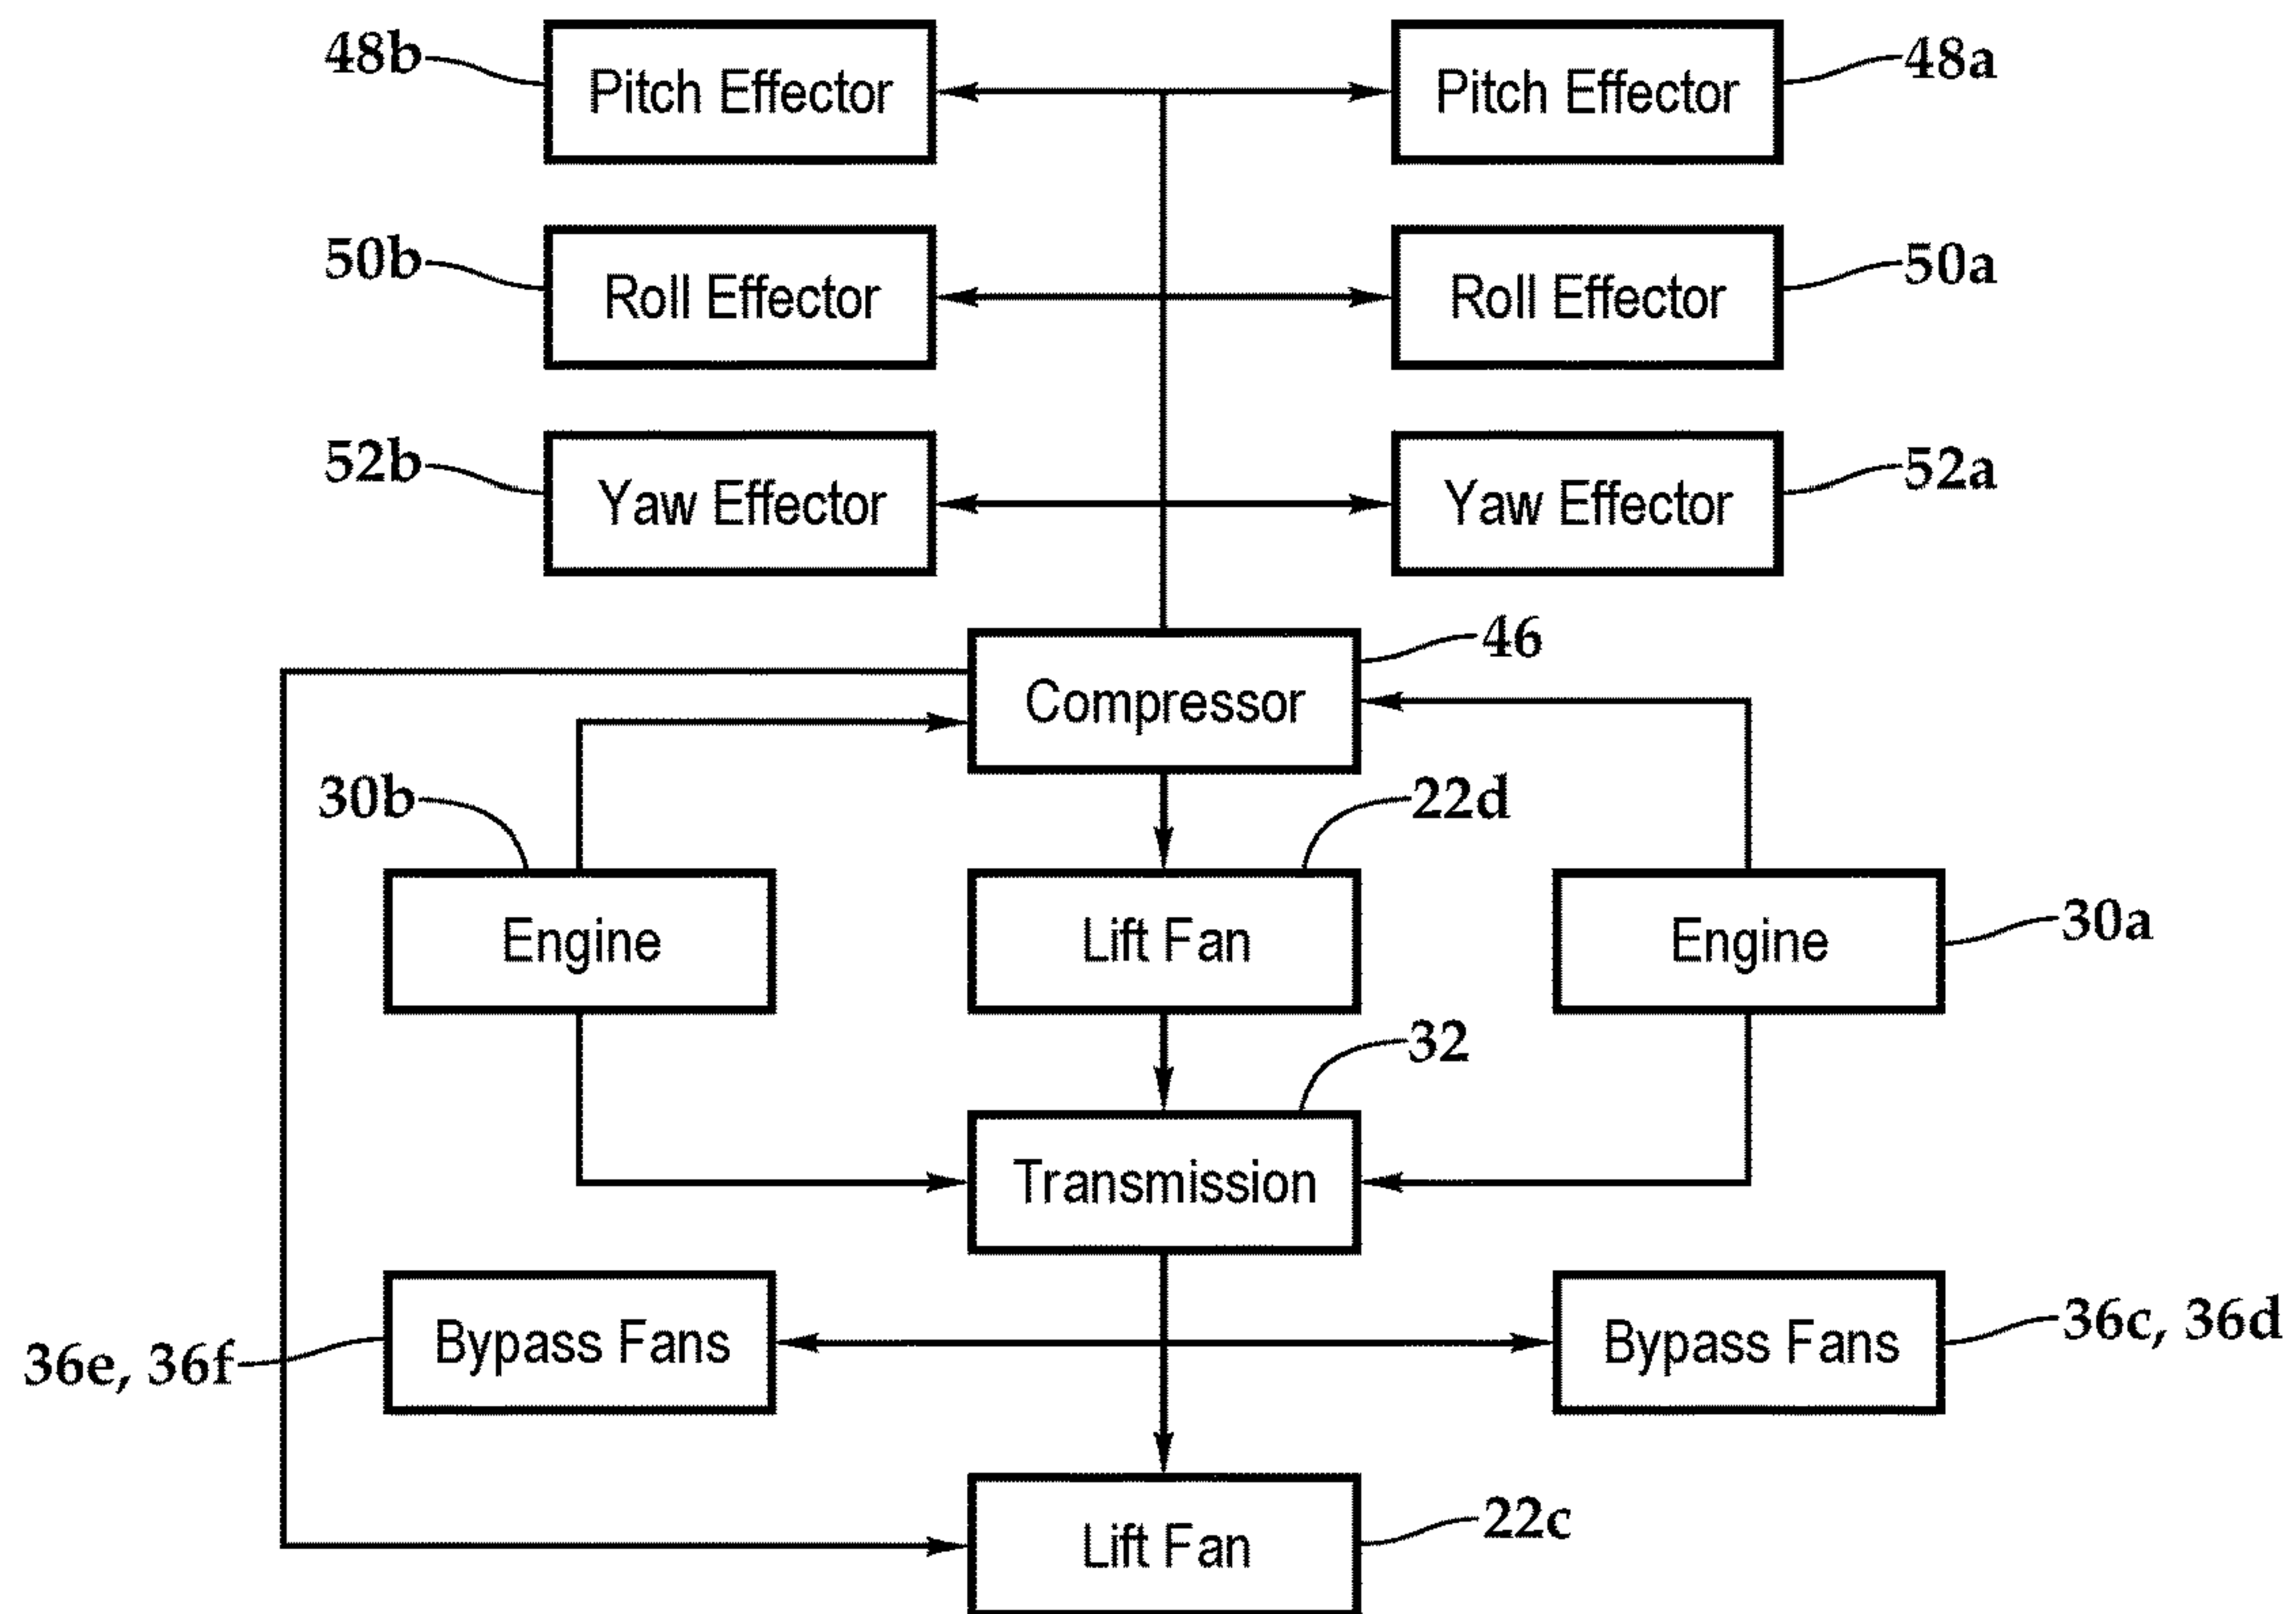 48b
Pitch Effector
Pitch Effector
48a
50b
Roll Effector
Roll Effector
50a
52b
Yaw Effector
Yaw Effector
52a
46
Compressor
30b
22d
Engine
Lift Fan
Engine
30a
32
Transmission
36e, 36f
Bypass Fans
Bypass Fans
36c, 36d
Lift Fan
22c